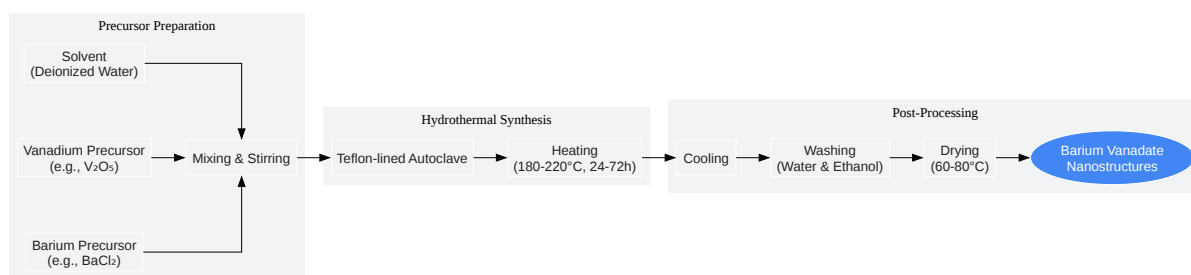 Precursor Preparation
Solvent
(Deionized Water)
Vanadium Precursor
(e.g., V₂O₅)
Barium Precursor
(e.g., BaCl₂)
Mixing & Stirring
Hydrothermal Synthesis
Teflon-lined Autoclave
Heating
(180-220°C, 24-72h)
Post-Processing
Cooling
Washing
(Water & Ethanol)
Drying
(60-80°C)
Barium Vanadate
Nanostructures